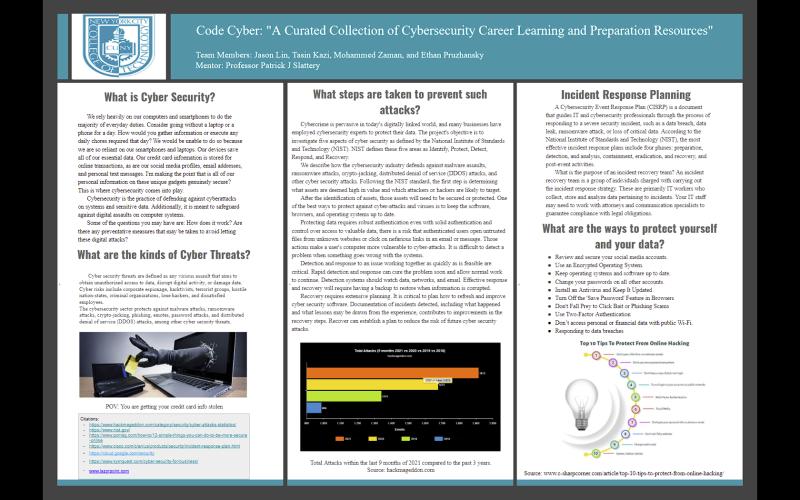 NEW YORK CITY
COLLEGE OF TECHNOLOGY
CUNY
Code Cyber: "A Curated Collection of Cybersecurity Career Learning and Preparation Resources"
Team Members: Jason Lin, Tasin Kazi, Mohammed Zaman, and Ethan Pruzhansky
Mentor: Professor Patrick J Slattery
What is Cyber Security?
We rely heavily on our computers and smartphones to do the
majority of everyday duties. Consider going without a laptop or a
phone for a day. How would you gather information or execute any
daily chores required that day? We would be unable to do so because
we are so reliant on our smartphones and laptops. Our devices save
all of our essential data. Our credit card information is stored for
online transactions, as are our social media profiles, email addresses,
and personal text messages. I'm making the point that all of our
personal information on these unique gadgets genuinely secure?
This is where cybersecurity comes into play.
Cybersecurity is the practice of defending against cyberattacks
on systems and sensitive data. Additionally, it is meant to safeguard
against digital assaults on computer systems.
Some of the questions you may have are: How does it work? Are
there any preventative measures that may be taken to avoid letting
these digital attacks?
What are the kinds of Cyber Threats?
Cyber security threats are defined as any vicious assault that aims to
obtain unauthorized access to data, disrupt digital activity, or damage data.
Cyber risks include corporate espionage, hacktivists, terrorist groups, hostile
nation-states, criminal organizations, lone-hackers, and dissatisfied
employees.
The cybersecurity sector protects against malware attacks, ransomware
attacks, crypto-jacking, phishing, emotes, password attacks, and distributed
denial of service (DDOS) attacks, among other cyber security threats.
POV: You are getting your credit card info stolen
Citations:
https://www.hackmageddon.com/category/security/cyber-attacks-statistics/
https://www.nist.gov/
https://cloud.google.com/security
https://www.synquest.com/cybersecurity-for-business/
www.lazrpoint.com
What steps are taken to prevent such
attacks?
Cybercrime is pervasive in today's digitally linked world, and many businesses have
employed cybersecurity experts to protect their data. The project's objective is to
investigate five aspects of cyber security as defined by the National Institute of Standards
and Technology (NIST). NIST defines these five areas as Identify, Protect, Detect,
Respond, and Recovery:
We describe how the cybersecurity industry defends against malware assaults,
ransomware attacks, crypto-jacking, distributed denial of service (DDOS) attacks, and
other cyber security attacks. Following the NIST standard, the first step is determining
what assets are deemed high in value and which attackers or hackers are likely to target.
After the identification of assets, those assets will need to be secured or protected. One
of the best ways to protect against cyber-attacks and viruses is to keep the software,
browsers, and operating systems up to date.
Protecting data requires robust authentication even with solid authentication and
control over access to valuable data, there is a risk that authenticated users open untrusted
files from unknown websites or click on reference links in an email or message. Those
actions make a user's computer more vulnerable to cyber-attacks. It is difficult to detect a
problem when something goes wrong with the systems.
Detection and response to an issue working together as quickly as is feasible are
critical. Rapid detection and response can cure the problem soon and allow normal work
to continue. Detection systems should watch data, networks, and email. Effective response
and recovery will require having a backup to restore when information is corrupted.
Recovery requires extensive planning. It is critical to plan how to refresh and improve
cyber security software. Documentation of incidents detected, including what happened
and what lessons may be drawn from the experience, contributes to improvements in the
recovery steps. Recover can establish a plan to reduce the risk of future cyber security
attacks.
Total Attacks (9 months 2021 vs 2020 vs 2019 vs 2018)
hackmageddon.com
Events
2021
2020
2019
2018
Total Attacks within the last 9 months of 2021 compared to the past 3 years.
Source: hackmageddon.com
Incident Response Planning
A Cybersecurity Event Response Plan (CISRP) is a document
that guides IT and cybersecurity professionals through the process of
responding to a severe security incident, such as a data breach, data
leak, ransomware attack, or loss of critical data. According to the
National Institute of Standards and Technology (NIST), the most
effective incident response plans include four phases: preparation,
detection, and analysis, containment, eradication, and recovery, and
post-event activities.
What is the purpose of an incident recovery team? An incident
recovery team is a group of individuals charged with carrying out
the incident response strategy. These are primarily IT workers who
collect, store and analyze data pertaining to incidents. Your IT staff
may need to work with attorneys and communication specialists to
guarantee compliance with legal obligations.
What are the ways to protect yourself
and your data?
● Review and secure your social media accounts.
● Use an Encrypted Operating System.
● Keep operating systems and software up to date.
● Change your passwords on all other accounts.
● Install an Antivirus and Keep It Updated.
● Turn Off the 'Save Password' Feature in Browsers
● Don't Fall Prey to Click Bait or Phishing Scams
● Use Two-Factor Authentication
● Don't access personal or financial data with public Wi-Fi.
● Responding to data breaches
Top 10 Tips To Protect From Online Hacking
Source: www.c-sharpcorner.com/article/top-10-tips-to-protect-from-online-hacking/